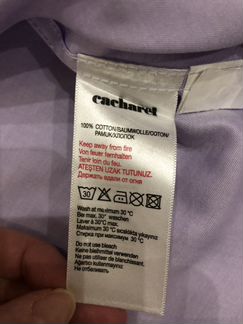 cacharel
100% COTTON/BAUMWOLLE/COTON/
PAMUK/ХЛОПОК
Keep away from fire
Von feuer fernhalten
Tenir loin du feu.
ATEŞTEN UZAK TUTUNUZ.
Держать вдали от огня
30
Wash at maximum 30 °C
Bei max. 30° waschen
Laver à 30°C max.
Maksimum 30 °C sıcaklıkta yıkayınız
Стирка при максимум 30 °C
Do not use bleach
Keine bleihmittel verwenden
Ne pas utiliser de blanchissant.
Ağartıcı kullanmayınız
Не отбеливать